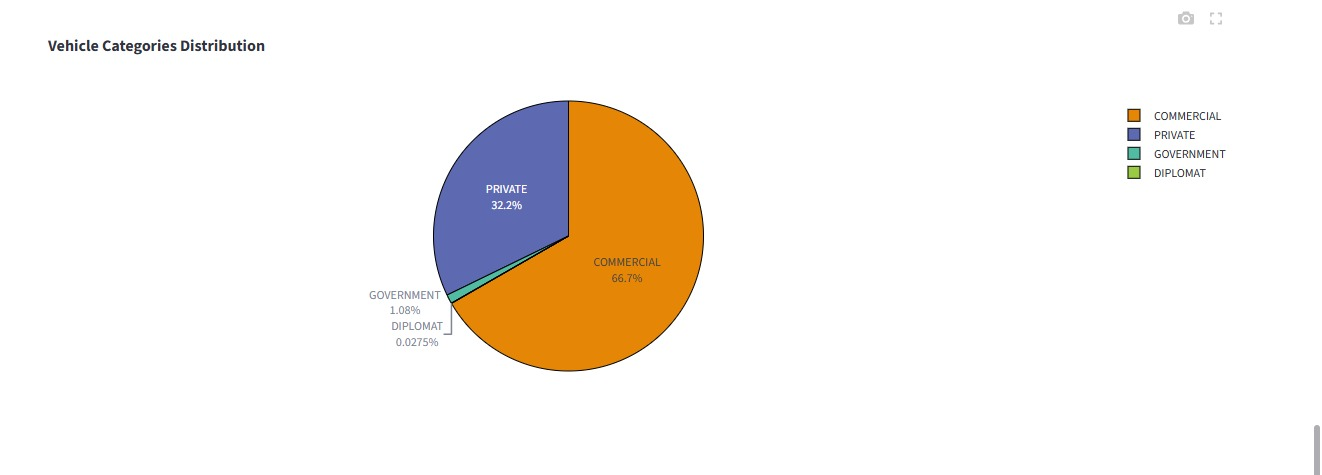 Vehicle Categories Distribution
PRIVATE
32.2%
COMMERCIAL
66.7%
GOVERNMENT
1.08%
DIPLOMAT
0.0275%
COMMERCIAL
PRIVATE
GOVERNMENT
DIPLOMAT